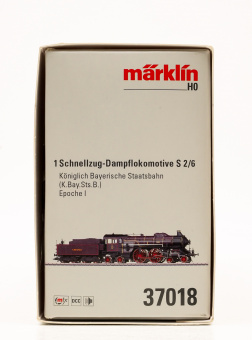 märklin
H0
1 Schnellzug-Dampflokomotive S 2/6
Königlich Bayerische Staatsbahn
(K.Bay.Sts.B.)
Epoche I
DCC
37018